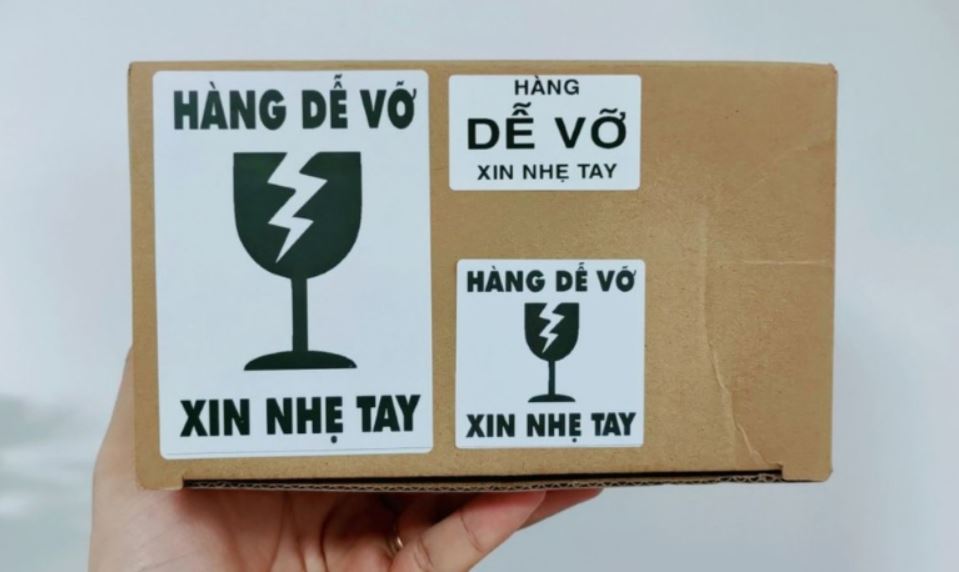 HÀNG DỄ VỠ
XIN NHẸ TAY
HÀNG
DỄ VỠ
XIN NHẸ TAY
HÀNG DỄ VỠ
XIN NHẸ TAY